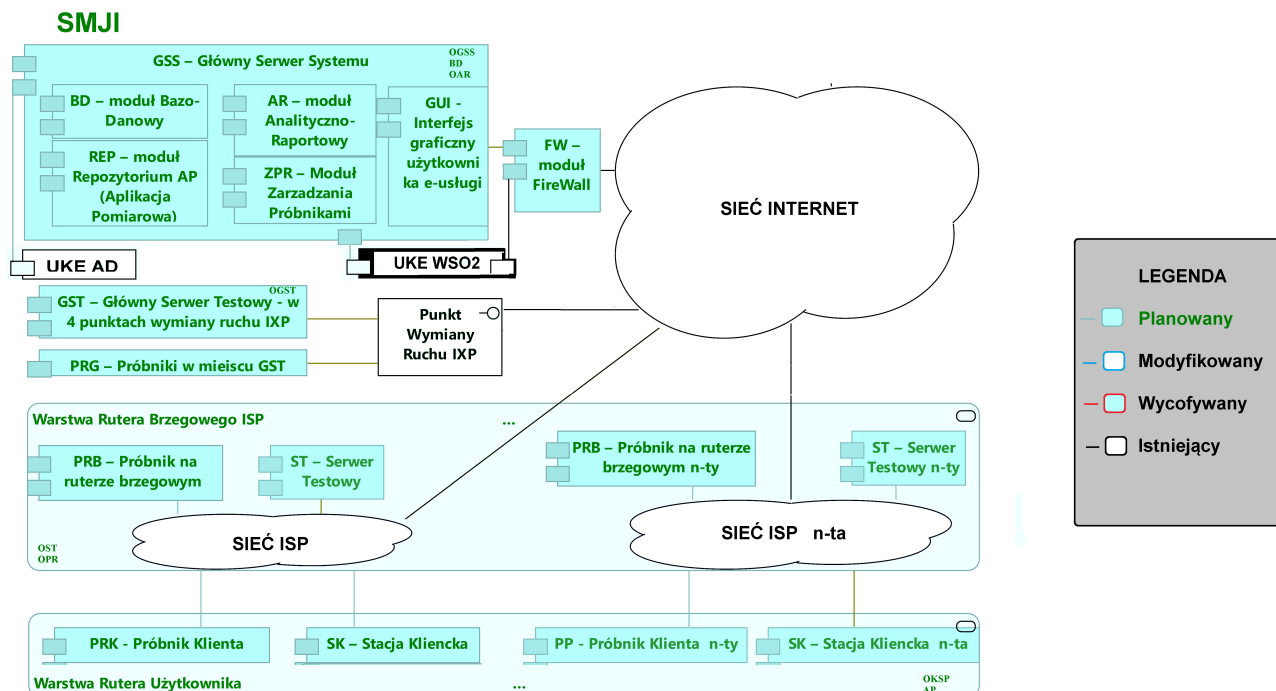 SMJI
GSS – Główny Serwer Systemu
OGSS
BD
OAR
BD – moduł Bazo-
Danowy
AR – moduł
Analityczno-
Raportowy
GUI -
Interfejs
graficzny
użytkowni
ka e-usługi
REP – moduł
Repozytorium AP
(Aplikacja
Pomiarowa)
ZPR – Moduł
Zarzadzania
Próbnikami
FW –
moduł
FireWall
SIEĆ INTERNET
UKE AD
UKE WSO2
OGST
GST – Główny Serwer Testowy - w
4 punktach wymiany ruchu IXP
PRG – Próbniki w miejscu GST
Punkt
Wymiany
Ruchu IXP
LEGENDA
Planowany
Modyfikowany
Wycofywany
Istniejący
Warstwa Rutera Brzegowego ISP
...
PRB – Próbnik na
ruterze brzegowym
ST – Serwer
Testowy
PRB – Próbnik na ruterze
brzegowym n-ty
ST – Serwer
Testowy n-ty
SIEĆ ISP
SIEĆ ISP n-ta
OST
OPR
PRK - Próbnik Klienta
SK – Stacja Kliencka
PP - Próbnik Klienta n-ty
SK – Stacja Kliencka n-ta
Warstwa Rutera Użytkownika
...
OKSP
AP